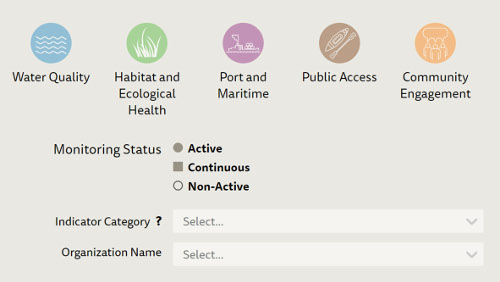 Water Quality
Habitat and
Ecological
Health
Port and
Maritime
Public Access
Community
Engagement
Monitoring Status
Active
Continuous
Non-Active
Indicator Category ?
Select...
Organization Name
Select...